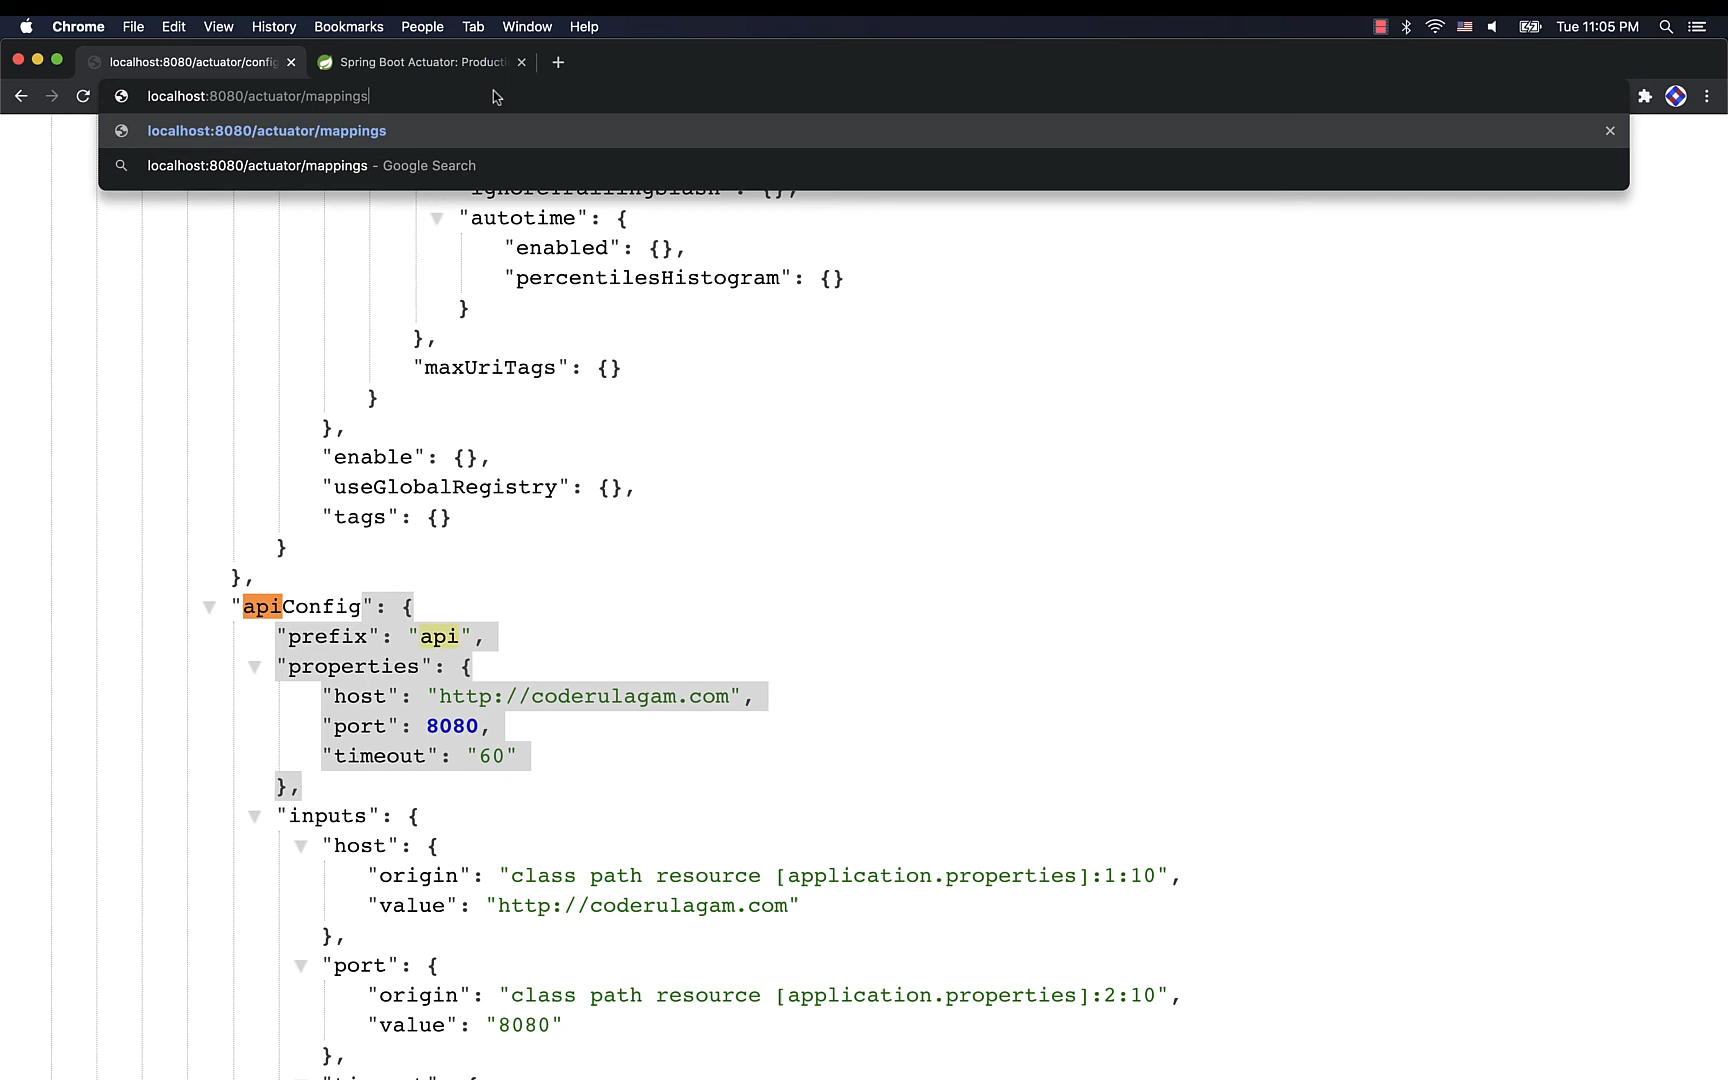 Chrome File Edit View History Bookmarks People Tab Window Help Tue 11:05 PM
localhost:8080/actuator/config Spring Boot Actuator: Producti
localhost:8080/actuator/mappings
localhost:8080/actuator/mappings
localhost:8080/actuator/mappings - Google Search
"ignoreTrailingSlash": {},
"autotime": {
"enabled": {},
"percentilesHistogram": {}
}
},
"maxUriTags": {}
}
},
"enable": {},
"useGlobalRegistry": {},
"tags": {}
}
},
"apiConfig": {
"prefix": "api",
"properties": {
"host": "http://coderulagam.com",
"port": 8080,
"timeout": "60"
},
"inputs": {
"host": {
"origin": "class path resource [application.properties]:1:10",
"value": "http://coderulagam.com"
},
"port": {
"origin": "class path resource [application.properties]:2:10",
"value": "8080"
},